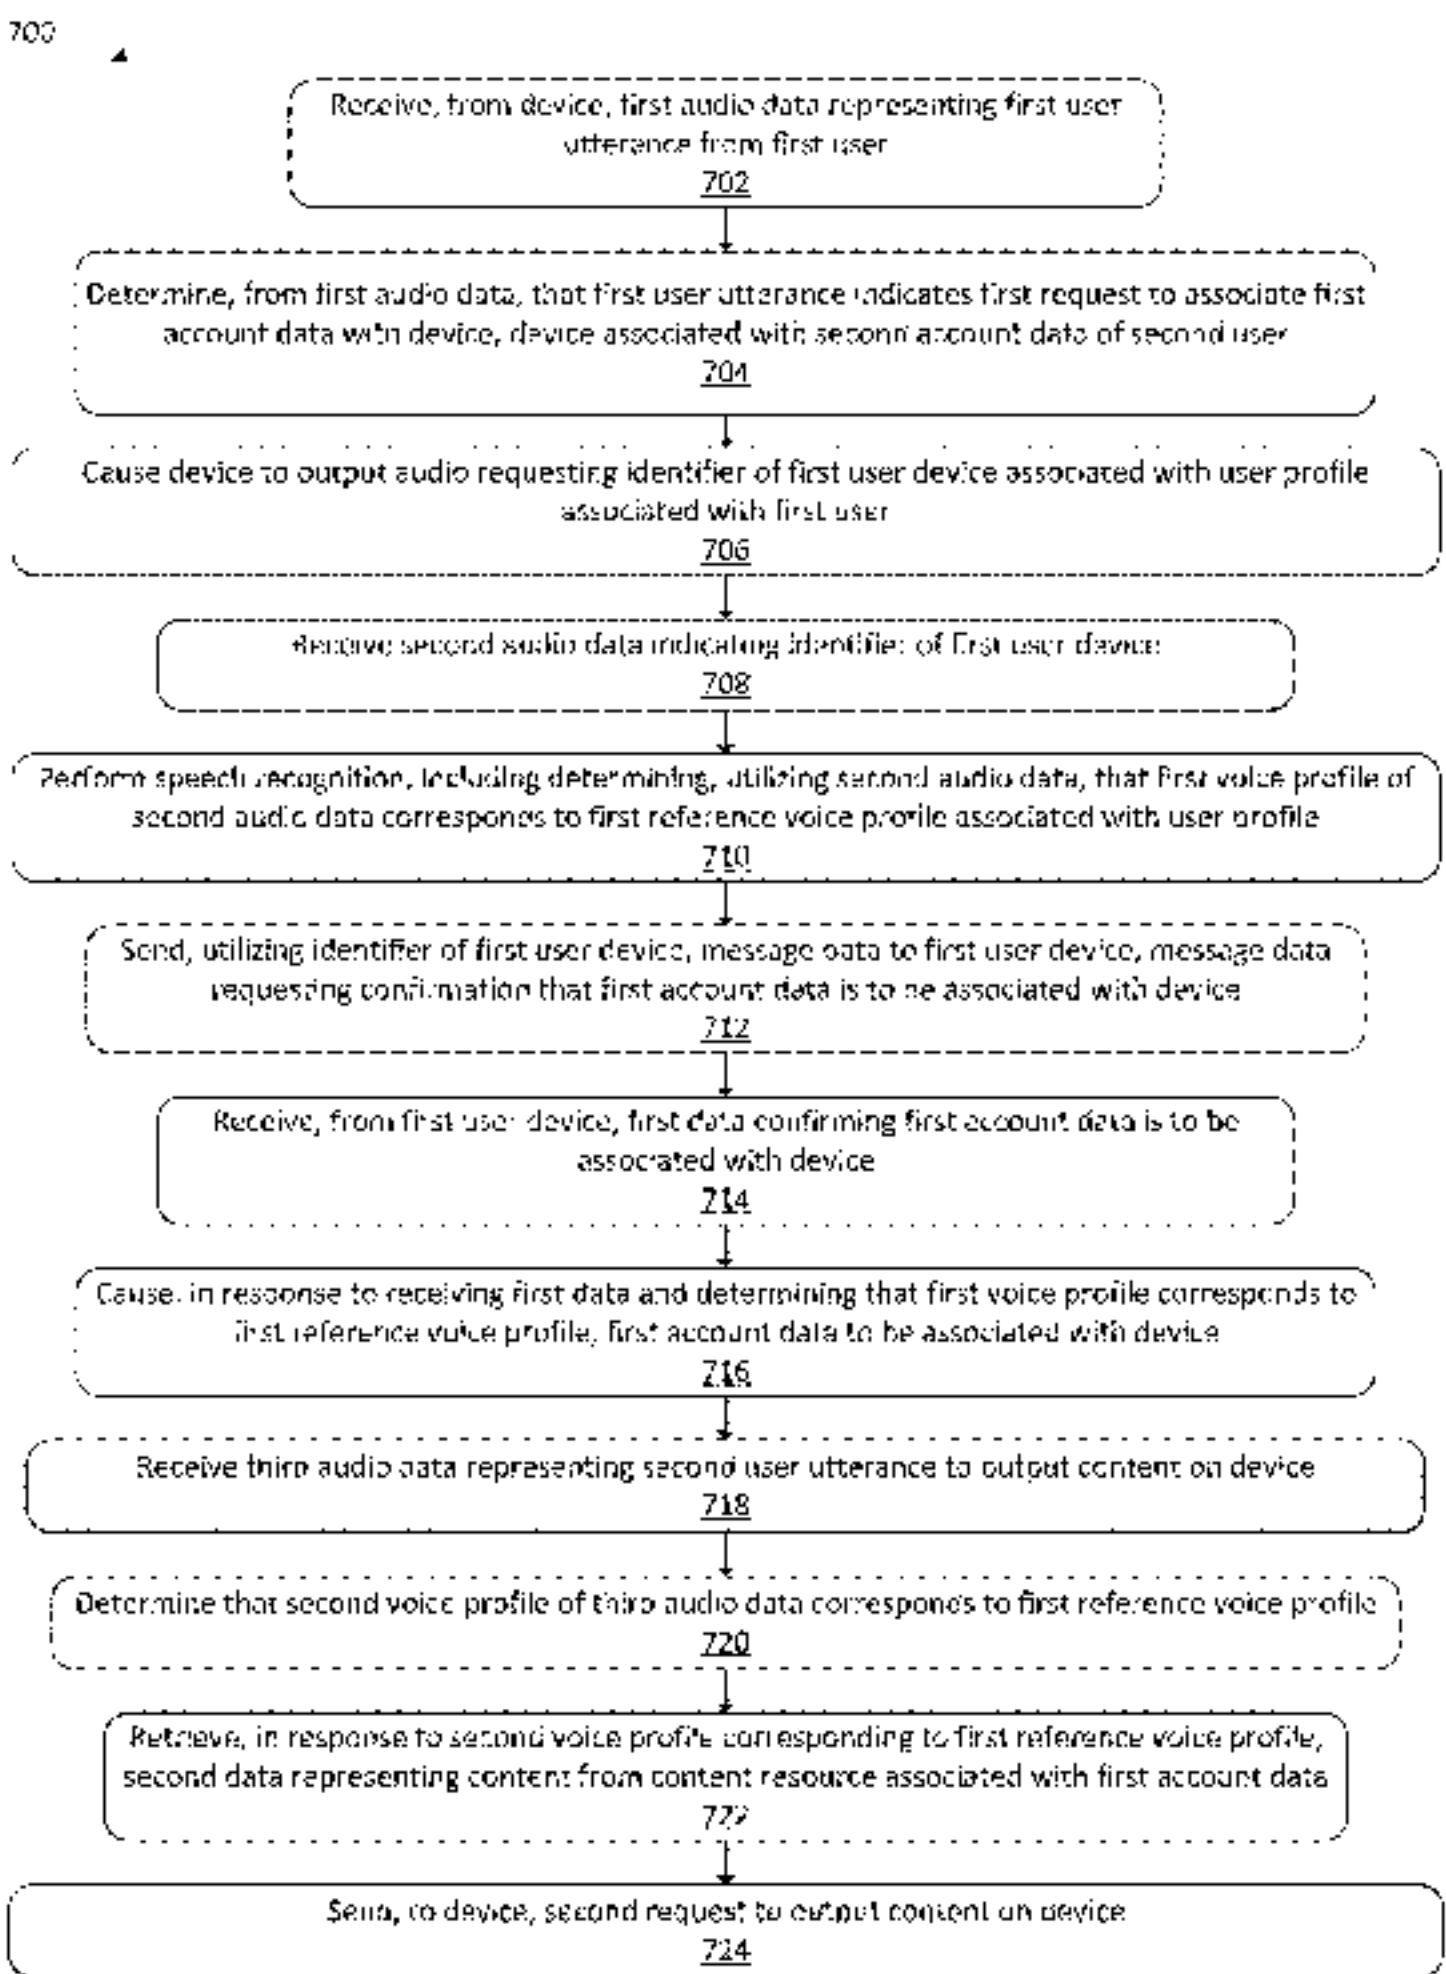 700
Receive, from device, first audio data representing first user
utterance from first user
702
Determine, from first audio data, that first user utterance indicates first request to associate first
account data with device, device associated with second account data of second user
704
Cause device to output audio requesting identifier of first user device associated with user profile
associated with first user
706
Receive second audio data indicating identifier of first user device
708
Perform speech recognition, including determining, utilizing second audio data, that first voice profile of
second audio data corresponds to first reference voice profile associated with user profile
710
Send, utilizing identifier of first user device, message data to first user device, message data
requesting confirmation that first account data is to be associated with device
712
Receive, from first user device, first data confirming first account data is to be
associated with device
714
Cause, in response to receiving first data and determining that first voice profile corresponds to
first reference voice profile, first account data to be associated with device
716
Receive third audio data representing second user utterance to output content on device
718
Determine that second voice profile of third audio data corresponds to first reference voice profile
720
Retrieve, in response to second voice profile corresponding to first reference voice profile,
second data representing content from content resource associated with first account data
722
Send, to device, second request to output content on device
724